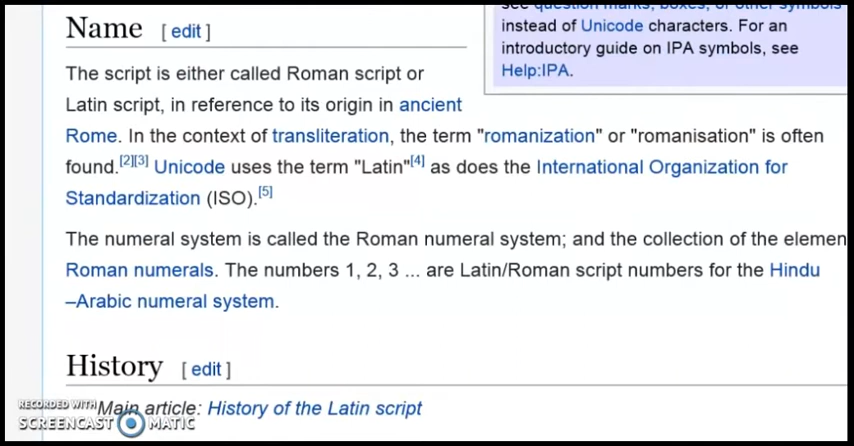 see question marks, boxes, or other symbols
instead of Unicode characters. For an
introductory guide on IPA symbols, see
Help:IPA.
Name [ edit ]
The script is either called Roman script or
Latin script, in reference to its origin in ancient
Rome. In the context of transliteration, the term "romanization" or "romanisation" is often
found.[2][3] Unicode uses the term "Latin"[4] as does the International Organization for
Standardization (ISO).[5]
The numeral system is called the Roman numeral system; and the collection of the elemen
Roman numerals. The numbers 1, 2, 3 ... are Latin/Roman script numbers for the Hindu
–Arabic numeral system.
History [ edit ]
Main article: History of the Latin script
RECORDED WITH
SCREENCAST MATIC